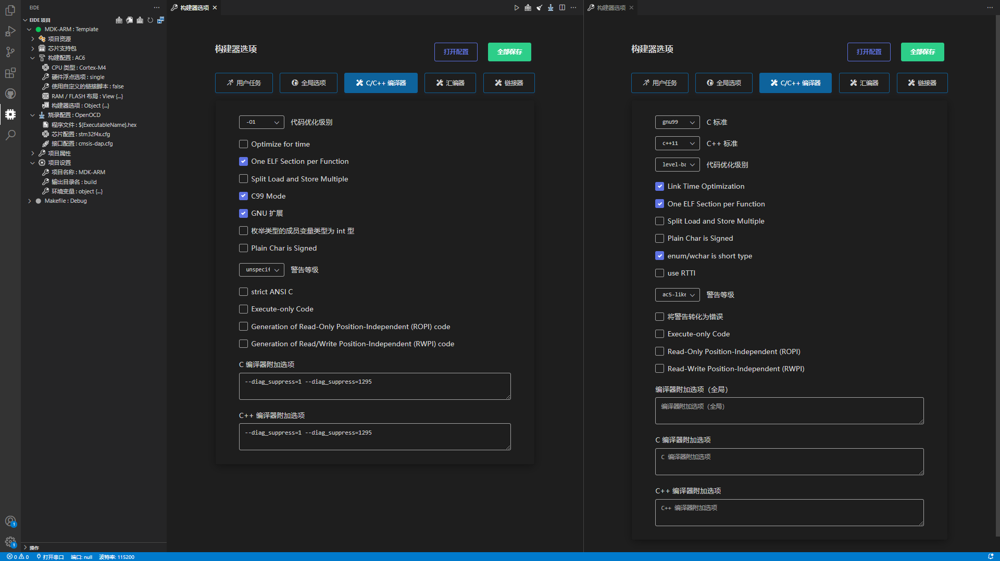 EIDE
EIDE 项目
MDK-ARM : Template
项目资源
芯片支持包
构建配置 : AC6
CPU 类型 : Cortex-M4
硬件浮点选项 : single
使用自定义的链接脚本 : false
RAM / FLASH 布局 : View {...}
构建器选项 : Object {...}
烧录配置 : OpenOCD
程序文件 : ${ExecutableName}.hex
芯片配置 : stm32f4x.cfg
接口配置 : cmsis-dap.cfg
项目属性
项目设置
项目名称 : MDK-ARM
输出目录名 : build
环境变量 : object {...}
Makefile : Debug
操作
构建器选项
构建器选项
打开配置
全部保存
用户任务
全局选项
C/C++ 编译器
汇编器
链接器
-O1
代码优化级别
Optimize for time
One ELF Section per Function
Split Load and Store Multiple
C99 Mode
GNU 扩展
枚举类型的成员变量类型为 int 型
Plain Char is Signed
unspecif
警告等级
strict ANSI C
Execute-only Code
Generation of Read-Only Position-Independent (ROPI) code
Generation of Read/Write Position-Independent (RWPI) code
C 编译器附加选项
--diag_suppress=1 --diag_suppress=1295
C++ 编译器附加选项
--diag_suppress=1 --diag_suppress=1295
构建器选项
构建器选项
打开配置
全部保存
用户任务
全局选项
C/C++ 编译器
汇编器
链接器
gnu99
C 标准
c++11
C++ 标准
level-ba
代码优化级别
Link Time Optimization
One ELF Section per Function
Split Load and Store Multiple
Plain Char is Signed
enum/wchar is short type
use RTTI
ac5-like
警告等级
将警告转化为错误
Execute-only Code
Read-Only Position-Independent (ROPI)
Read-Write Position-Independent (RWPI)
编译器附加选项（全局）
编译器附加选项（全局）
C 编译器附加选项
C 编译器附加选项
C++ 编译器附加选项
C++ 编译器附加选项
1
1
0 0 打开串口 端口: null 波特率: 115200